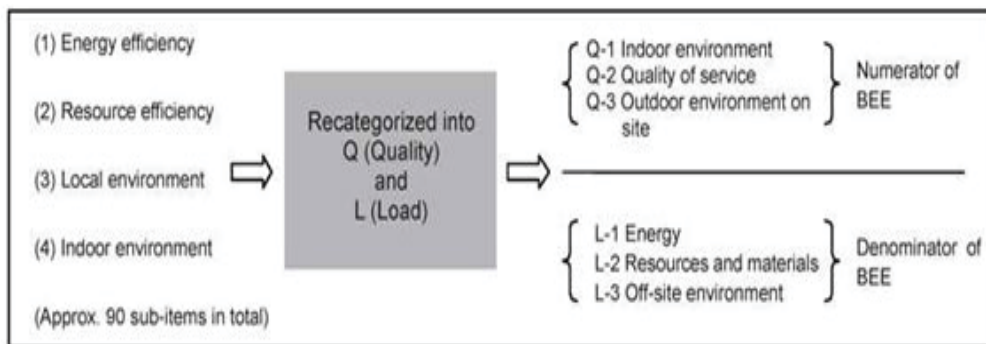 (1) Energy efficiency
(2) Resource efficiency
(3) Local environment
(4) Indoor environment
(Approx. 90 sub-items in total)
Recategorized into
Q (Quality)
and
L (Load)
Q-1 Indoor environment
Q-2 Quality of service
Q-3 Outdoor environment on
site
Numerator of
BEE
L-1 Energy
L-2 Resources and materials
L-3 Off-site environment
Denominator of
BEE